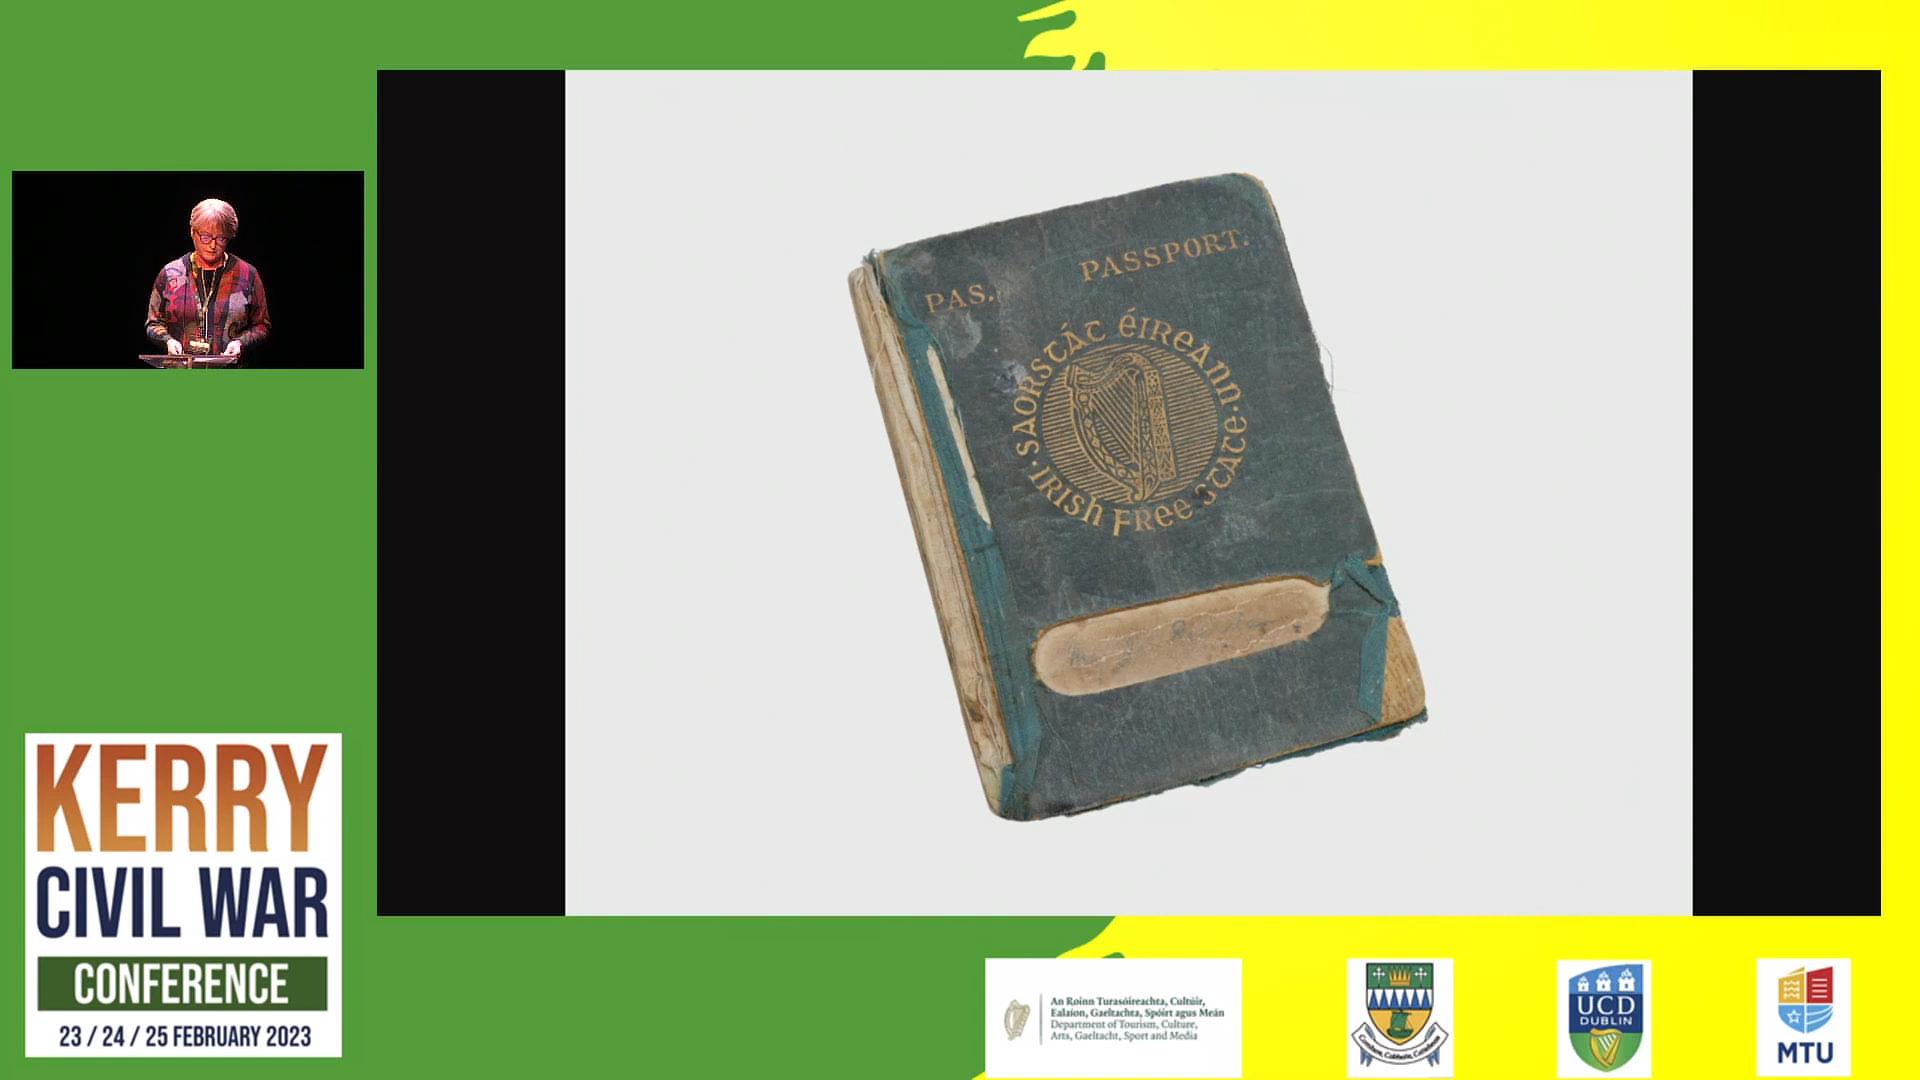 PAS. PASSPORT.
SAORSTÁT ÉIREANN
IRISH FREE STATE
KERRY
CIVIL WAR
CONFERENCE
23 / 24 / 25 FEBRUARY 2023
An Roinn Turasóireachta, Cultúir,
Ealaíon, Gaeltachta, Spóirt agus Meán
Department of Tourism, Culture,
Arts, Gaeltacht, Sport and Media
UCD
DUBLIN
MTU